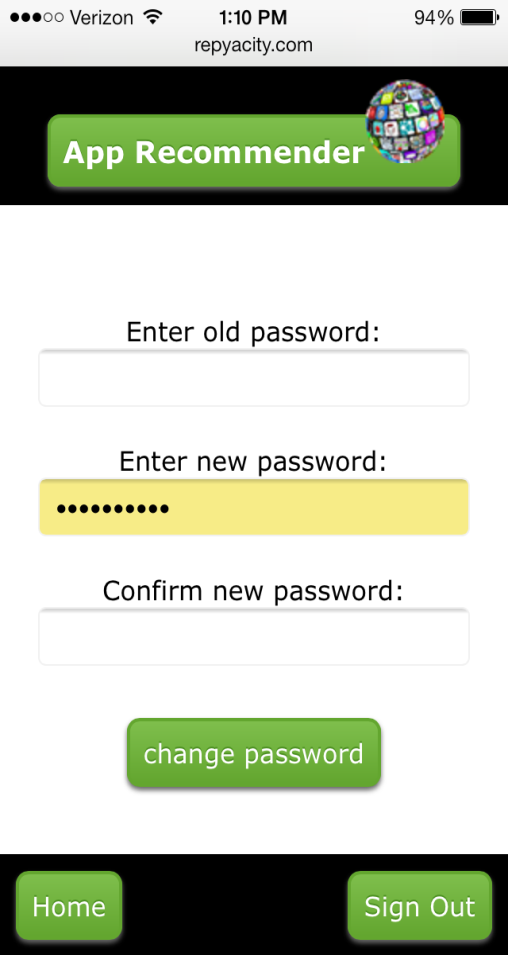 Verizon 1:10 PM 94%
repyacity.com
App Recommender
Enter old password:
Enter new password:
••••••••••
Confirm new password:
change password
Home Sign Out